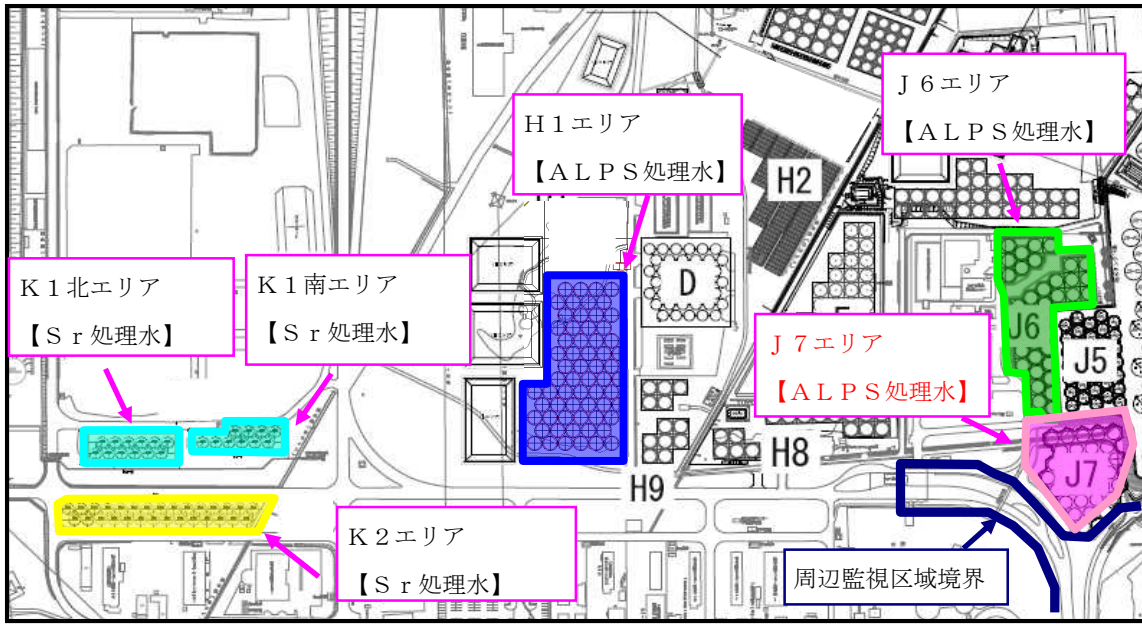 J6エリア
【ALPS処理水】
H1エリア
【ALPS処理水】
H2
K1北エリア
【Sr処理水】
K1南エリア
【Sr処理水】
D
J6
J7エリア
【ALPS処理水】
J5
H8
J7
H9
K2エリア
【Sr処理水】
周辺監視区域境界